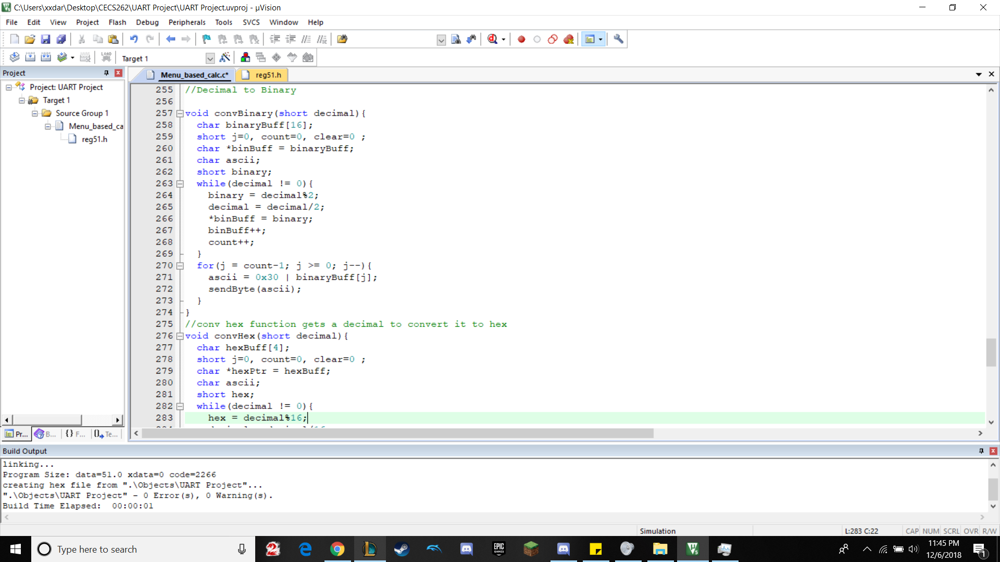 C:\Users\xxdar\Desktop\CECS262\UART Project\UART Project.uvproj - µVision
File Edit View Project Flash Debug Peripherals Tools SVCS Window Help
LOAD Target 1
Project
Project: UART Project
Target 1
Source Group 1
Menu_based_ca
reg51.h
Pr... B... {} F... Te...
Menu_based_calc.c* reg51.h
255 //Decimal to Binary
256
257 void convBinary(short decimal){
258 char binaryBuff[16];
259 short j=0, count=0, clear=0 ;
260 char *binBuff = binaryBuff;
261 char ascii;
262 short binary;
263 while(decimal != 0){
264 binary = decimal%2;
265 decimal = decimal/2;
266 *binBuff = binary;
267 binBuff++;
268 count++;
269 }
270 for(j = count-1; j >= 0; j--){
271 ascii = 0x30 | binaryBuff[j];
272 sendByte(ascii);
273 }
274 }
275 //conv hex function gets a decimal to convert it to hex
276 void convHex(short decimal){
277 char hexBuff[4];
278 short j=0, count=0, clear=0 ;
279 char *hexPtr = hexBuff;
280 char ascii;
281 short hex;
282 while(decimal != 0){
283 hex = decimal%16;
Build Output
linking...
Program Size: data=51.0 xdata=0 code=2266
creating hex file from ".\Objects\UART Project"...
".\Objects\UART Project" - 0 Error(s), 0 Warning(s).
Build Time Elapsed:  00:00:01
Simulation L:283 C:22 CAP NUM SCRL OVR R/W
Type here to search
EPIC GAMES
11:45 PM
12/6/2018
1